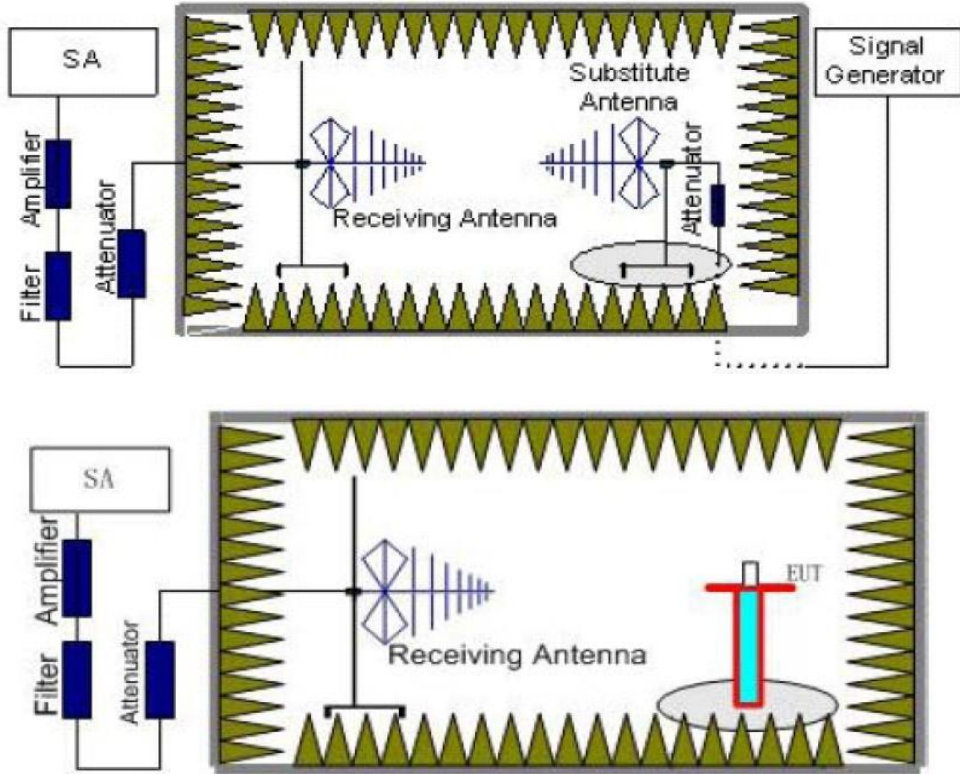 SA
Signal
Generator
Substitute
Antenna
Amplifier
Attenuator
Attenuator
Receiving Antenna
Filter
SA
Amplifier
EUT
Filter
Attenuator
Receiving Antenna